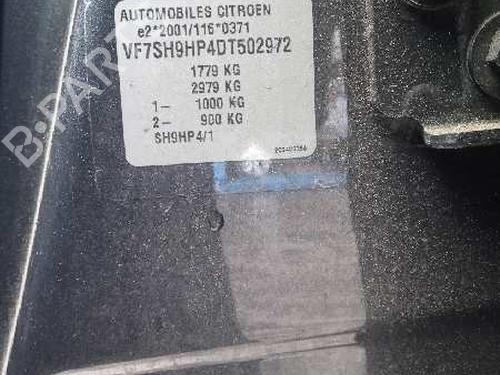 AUTOMOBILES CITROEN
e2*2001/116*0371
VF7SH9HP4DT502972
1779 KG
2979 KG
1- 1000 KG
2- 900 KG
SH9HP4/1
B-PARTS